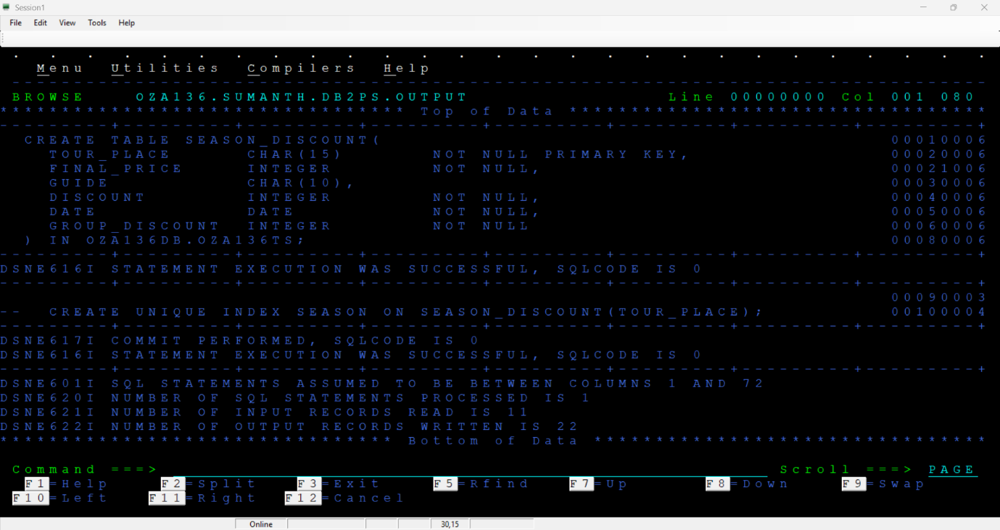 Session1
File Edit View Tools Help
Menu Utilities Compilers Help
BROWSE OZA136.SUMANTH.DB2PS.OUTPUT Line 00000000 Col 001 080
********************************* Top of Data **********************************
---------+---------+---------+---------+---------+---------+---------+---------+
CREATE TABLE SEASON_DISCOUNT( 00010006
TOUR_PLACE CHAR(15) NOT NULL PRIMARY KEY, 00020006
FINAL_PRICE INTEGER NOT NULL, 00021006
GUIDE CHAR(10), 00030006
DISCOUNT INTEGER NOT NULL, 00040006
DATE DATE NOT NULL, 00050006
GROUP_DISCOUNT INTEGER NOT NULL 00060006
) IN OZA136DB.OZA136TS; 00080006
---------+---------+---------+---------+---------+---------+---------+---------+
DSNE616I STATEMENT EXECUTION WAS SUCCESSFUL, SQLCODE IS 0
---------+---------+---------+---------+---------+---------+---------+---------+
00090003
-- CREATE UNIQUE INDEX SEASON ON SEASON_DISCOUNT(TOUR_PLACE); 00100004
---------+---------+---------+---------+---------+---------+---------+---------+
DSNE617I COMMIT PERFORMED, SQLCODE IS 0
DSNE616I STATEMENT EXECUTION WAS SUCCESSFUL, SQLCODE IS 0
---------+---------+---------+---------+---------+---------+---------+---------+
DSNE601I SQL STATEMENTS ASSUMED TO BE BETWEEN COLUMNS 1 AND 72
DSNE620I NUMBER OF SQL STATEMENTS PROCESSED IS 1
DSNE621I NUMBER OF INPUT RECORDS READ IS 11
DSNE622I NUMBER OF OUTPUT RECORDS WRITTEN IS 22
******************************** Bottom of Data ********************************
Command ===> Scroll ===> PAGE
F1=Help F2=Split F3=Exit F5=Rfind F7=Up F8=Down F9=Swap
F10=Left F11=Right F12=Cancel
Online 30,15